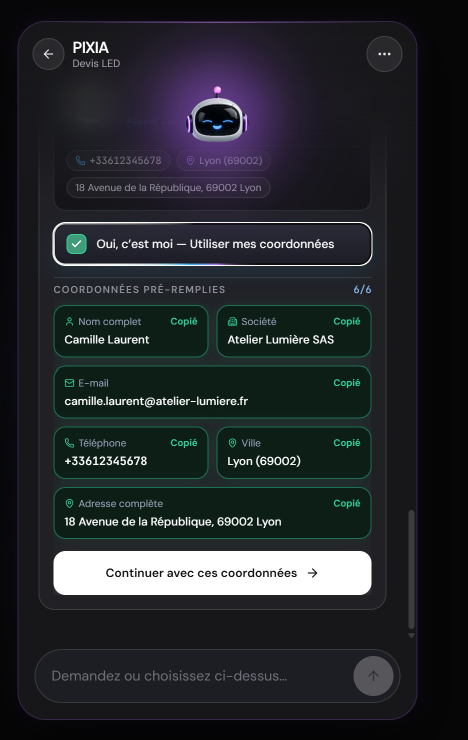 PIXIA
Devis LED
+33612345678
Lyon (69002)
18 Avenue de la République, 69002 Lyon
Oui, c’est moi — Utiliser mes coordonnées
COORDONNÉES PRÉ-REMPLIES 6/6
Nom complet Copié
Camille Laurent
Société Copié
Atelier Lumière SAS
E-mail Copié
camille.laurent@atelier-lumiere.fr
Téléphone Copié
+33612345678
Ville Copié
Lyon (69002)
Adresse complète Copié
18 Avenue de la République, 69002 Lyon
Continuer avec ces coordonnées →
Demandez ou choisissez ci-dessus...